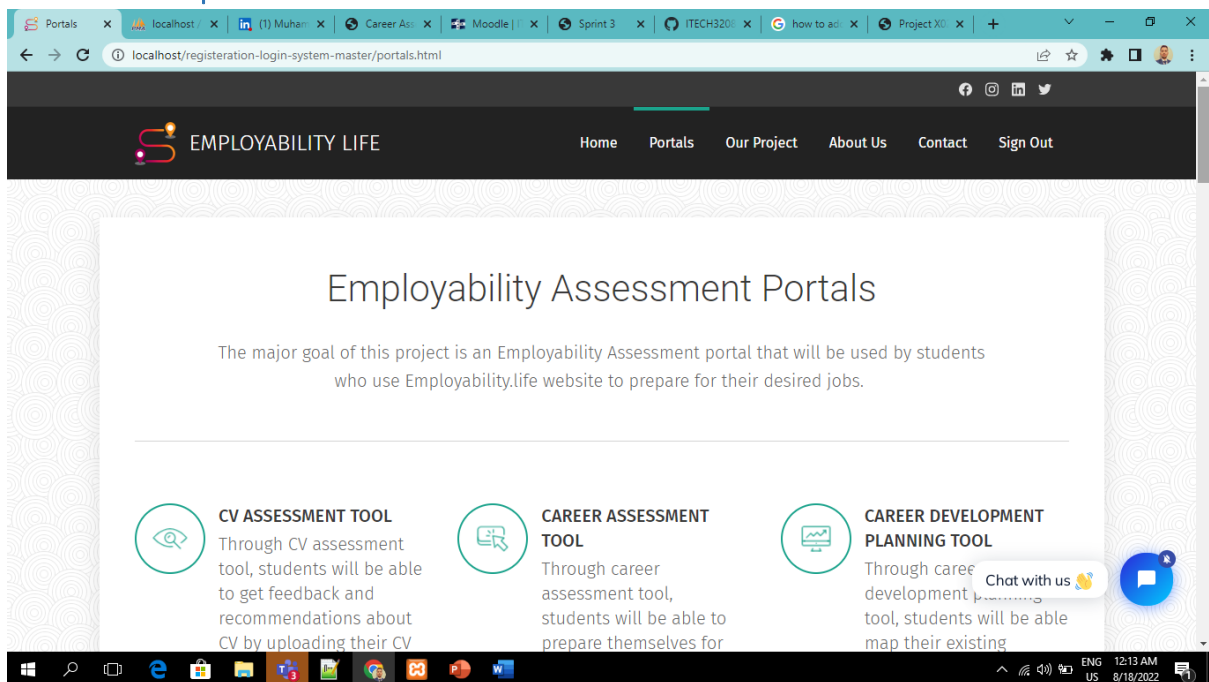 Portals
localhost /
(1) Muham
Career Ass
Moodle |
Sprint 3
ITECH3208
how to ad
Project X0
localhost/registeration-login-system-master/portals.html
EMPLOYABILITY LIFE
Home
Portals
Our Project
About Us
Contact
Sign Out
Employability Assessment Portals
The major goal of this project is an Employability Assessment portal that will be used by students
who use Employability.life website to prepare for their desired jobs.
CV ASSESSMENT TOOL
Through CV assessment
tool, students will be able
to get feedback and
recommendations about
CV by uploading their CV
CAREER ASSESSMENT
TOOL
Through career
assessment tool,
students will be able to
prepare themselves for
CAREER DEVELOPMENT
PLANNING TOOL
Through caree
development planning
tool, students will be able
map their existing
Chat with us 👋
ENG
US
12:13 AM
8/18/2022